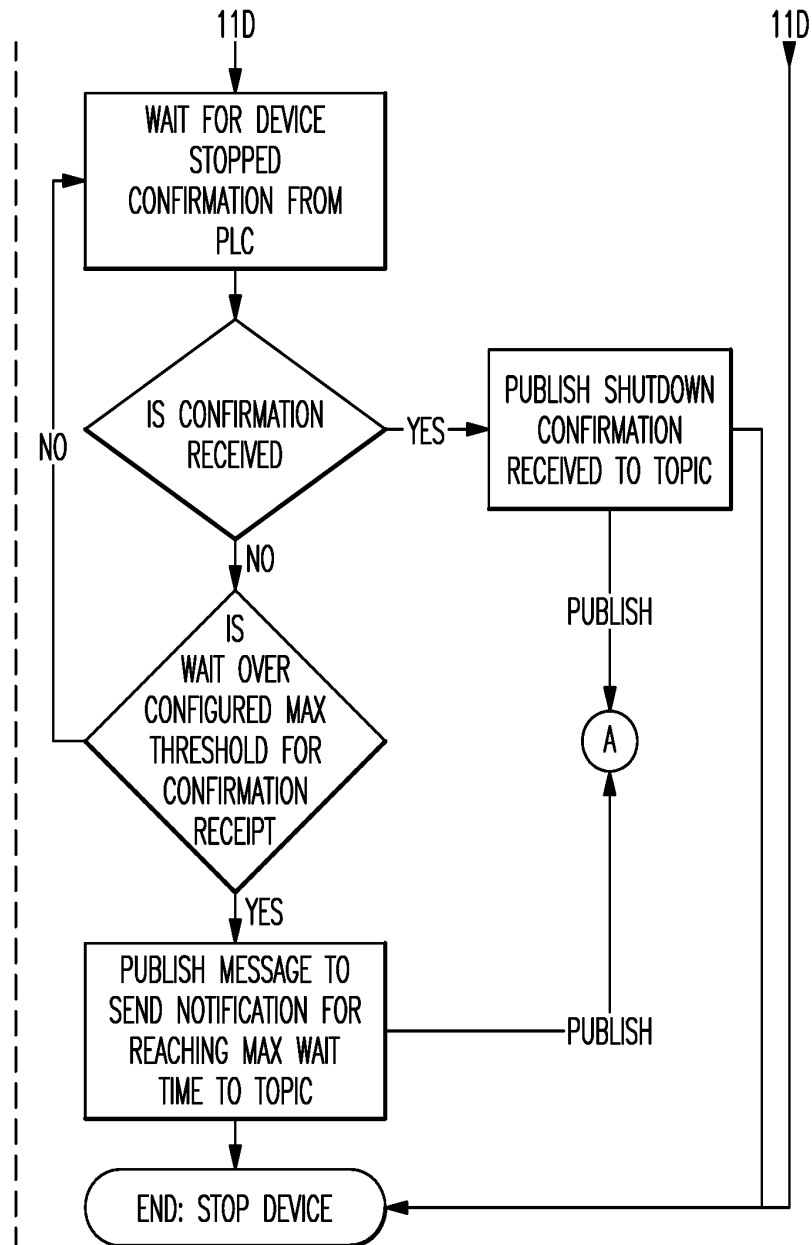 11D
11D
WAIT FOR DEVICE
STOPPED
CONFIRMATION FROM
PLC
IS CONFIRMATION
RECEIVED
YES
PUBLISH SHUTDOWN
CONFIRMATION
RECEIVED TO TOPIC
NO
NO
PUBLISH
IS
WAIT OVER
CONFIGURED MAX
THRESHOLD FOR
CONFIRMATION
RECEIPT
A
YES
PUBLISH MESSAGE TO
SEND NOTIFICATION FOR
REACHING MAX WAIT
TIME TO TOPIC
PUBLISH
END: STOP DEVICE